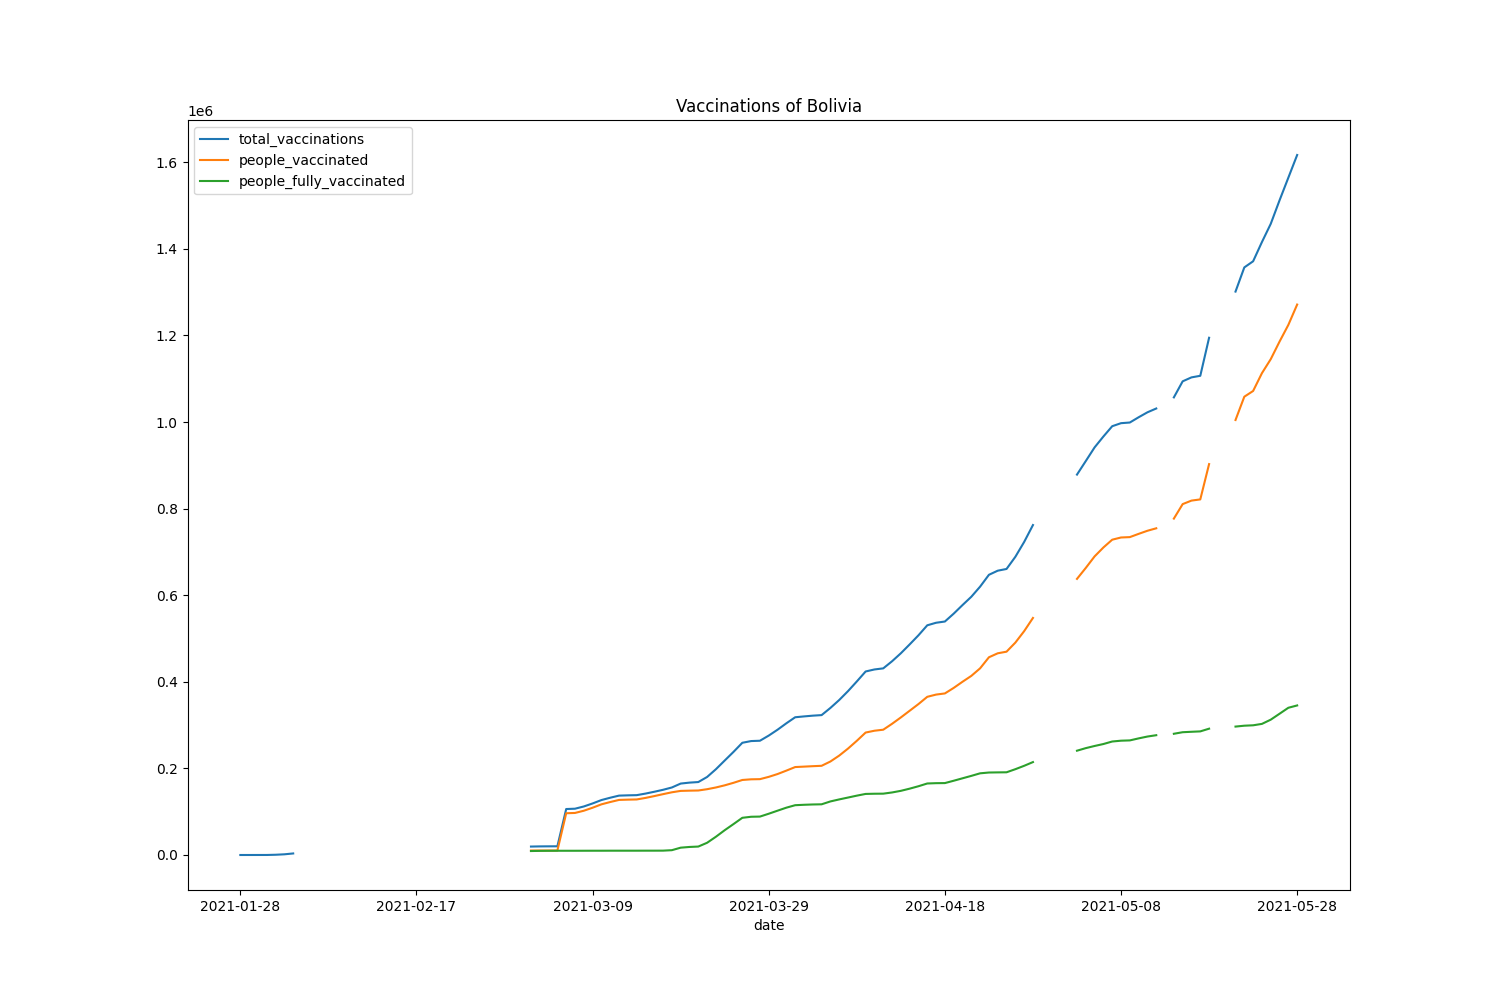 Vaccinations of Bolivia
1e6
total_vaccinations
people_vaccinated
people_fully_vaccinated
1.6
1.4
1.2
1.0
0.8
0.6
0.4
0.2
0.0
2021-01-28 2021-02-17 2021-03-09 2021-03-29 2021-04-18 2021-05-08 2021-05-28
date